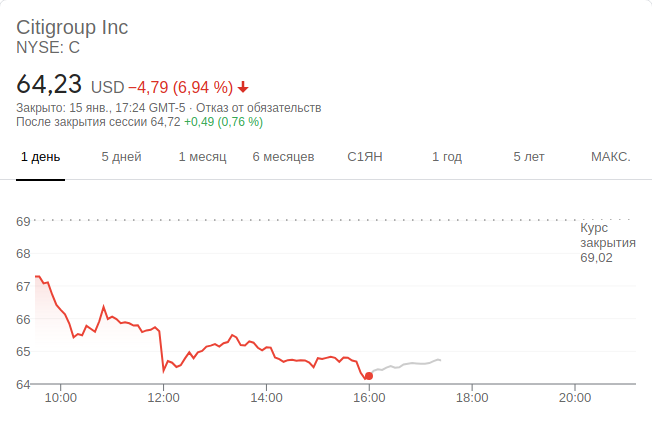 Citigroup Inc
NYSE: C
64,23 USD −4,79 (6,94 %)
Закрыто: 15 янв., 17:24 GMT-5 · Отказ от обязательств
После закрытия сессии 64,72 +0,49 (0,76 %)
1 день 5 дней 1 месяц 6 месяцев С1ЯН 1 год 5 лет МАКС.
69
Курс
закрытия
69,02
68
67
66
65
64
10:00 12:00 14:00 16:00 18:00 20:00